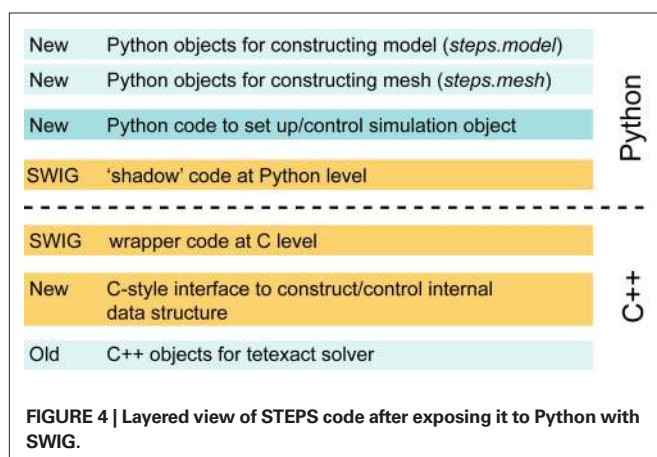 New Python objects for constructing model (steps.model)
New Python objects for constructing mesh (steps.mesh)
New Python code to set up/control simulation object
SWIG ‘shadow’ code at Python level
Python
SWIG wrapper code at C level
New C-style interface to construct/control internal
data structure
Old C++ objects for tetexact solver
C++
FIGURE 4 | Layered view of STEPS code after exposing it to Python with
SWIG.